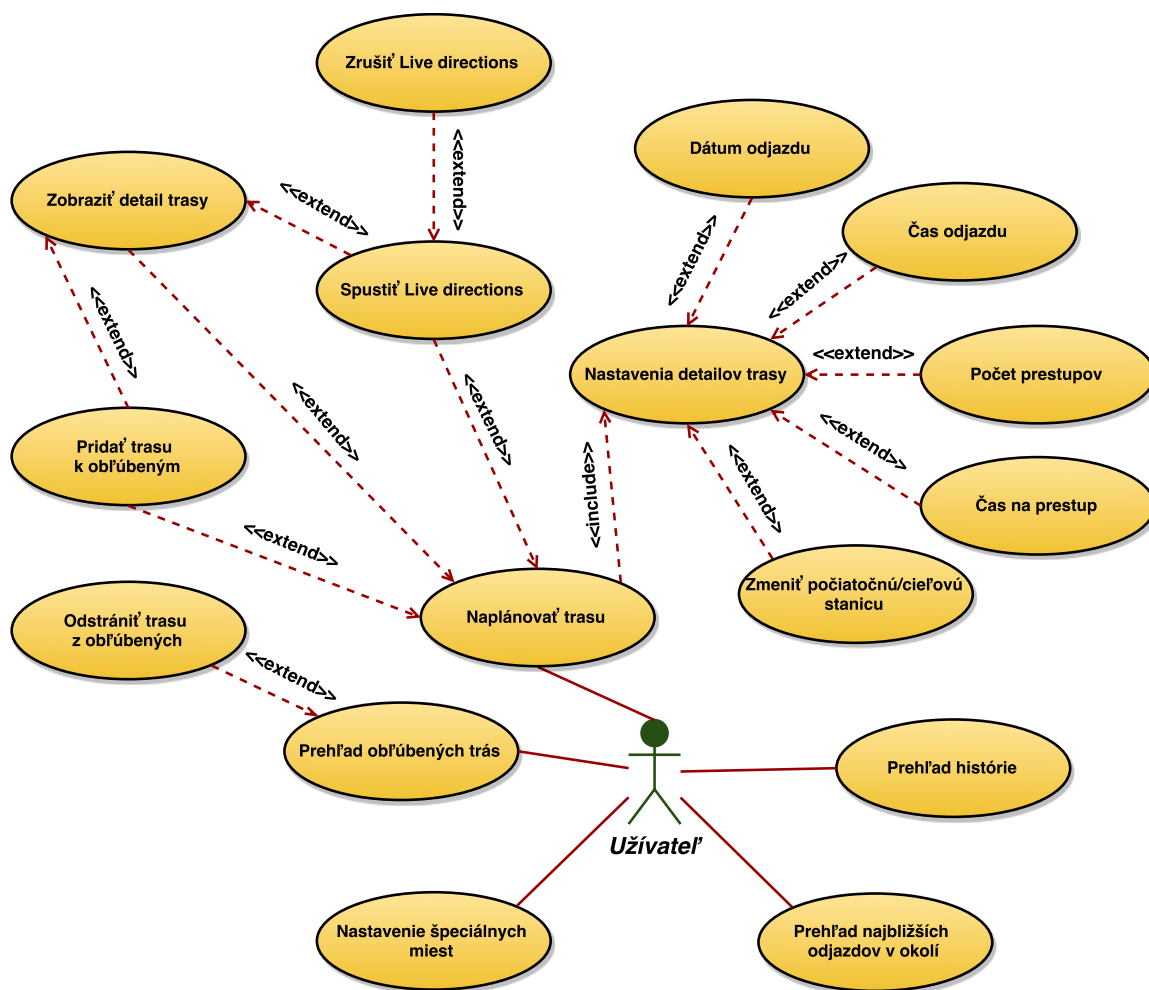 Zrušiť Live directions
<<extend>>
Dátum odjazdu
Zobraziť detail trasy
<<extend>>
Čas odjazdu
<<extend>>
<<extend>>
Spustiť Live directions
<<extend>>
<<extend>>
Nastavenia detailov trasy
Počet prestupov
<<extend>>
<<extend>>
<<extend>>
Pridať trasu
k obľúbeným
<<extend>>
<<include>>
<<extend>>
Čas na prestup
<<extend>>
Zmeniť počiatočnú/cieľovú
stanicu
Naplánovať trasu
Odstrániť trasu
z obľúbených
<<extend>>
Prehľad obľúbených trás
Prehľad histórie
Užívateľ
Nastavenie špeciálnych
miest
Prehľad najbližších
odjazdov v okolí